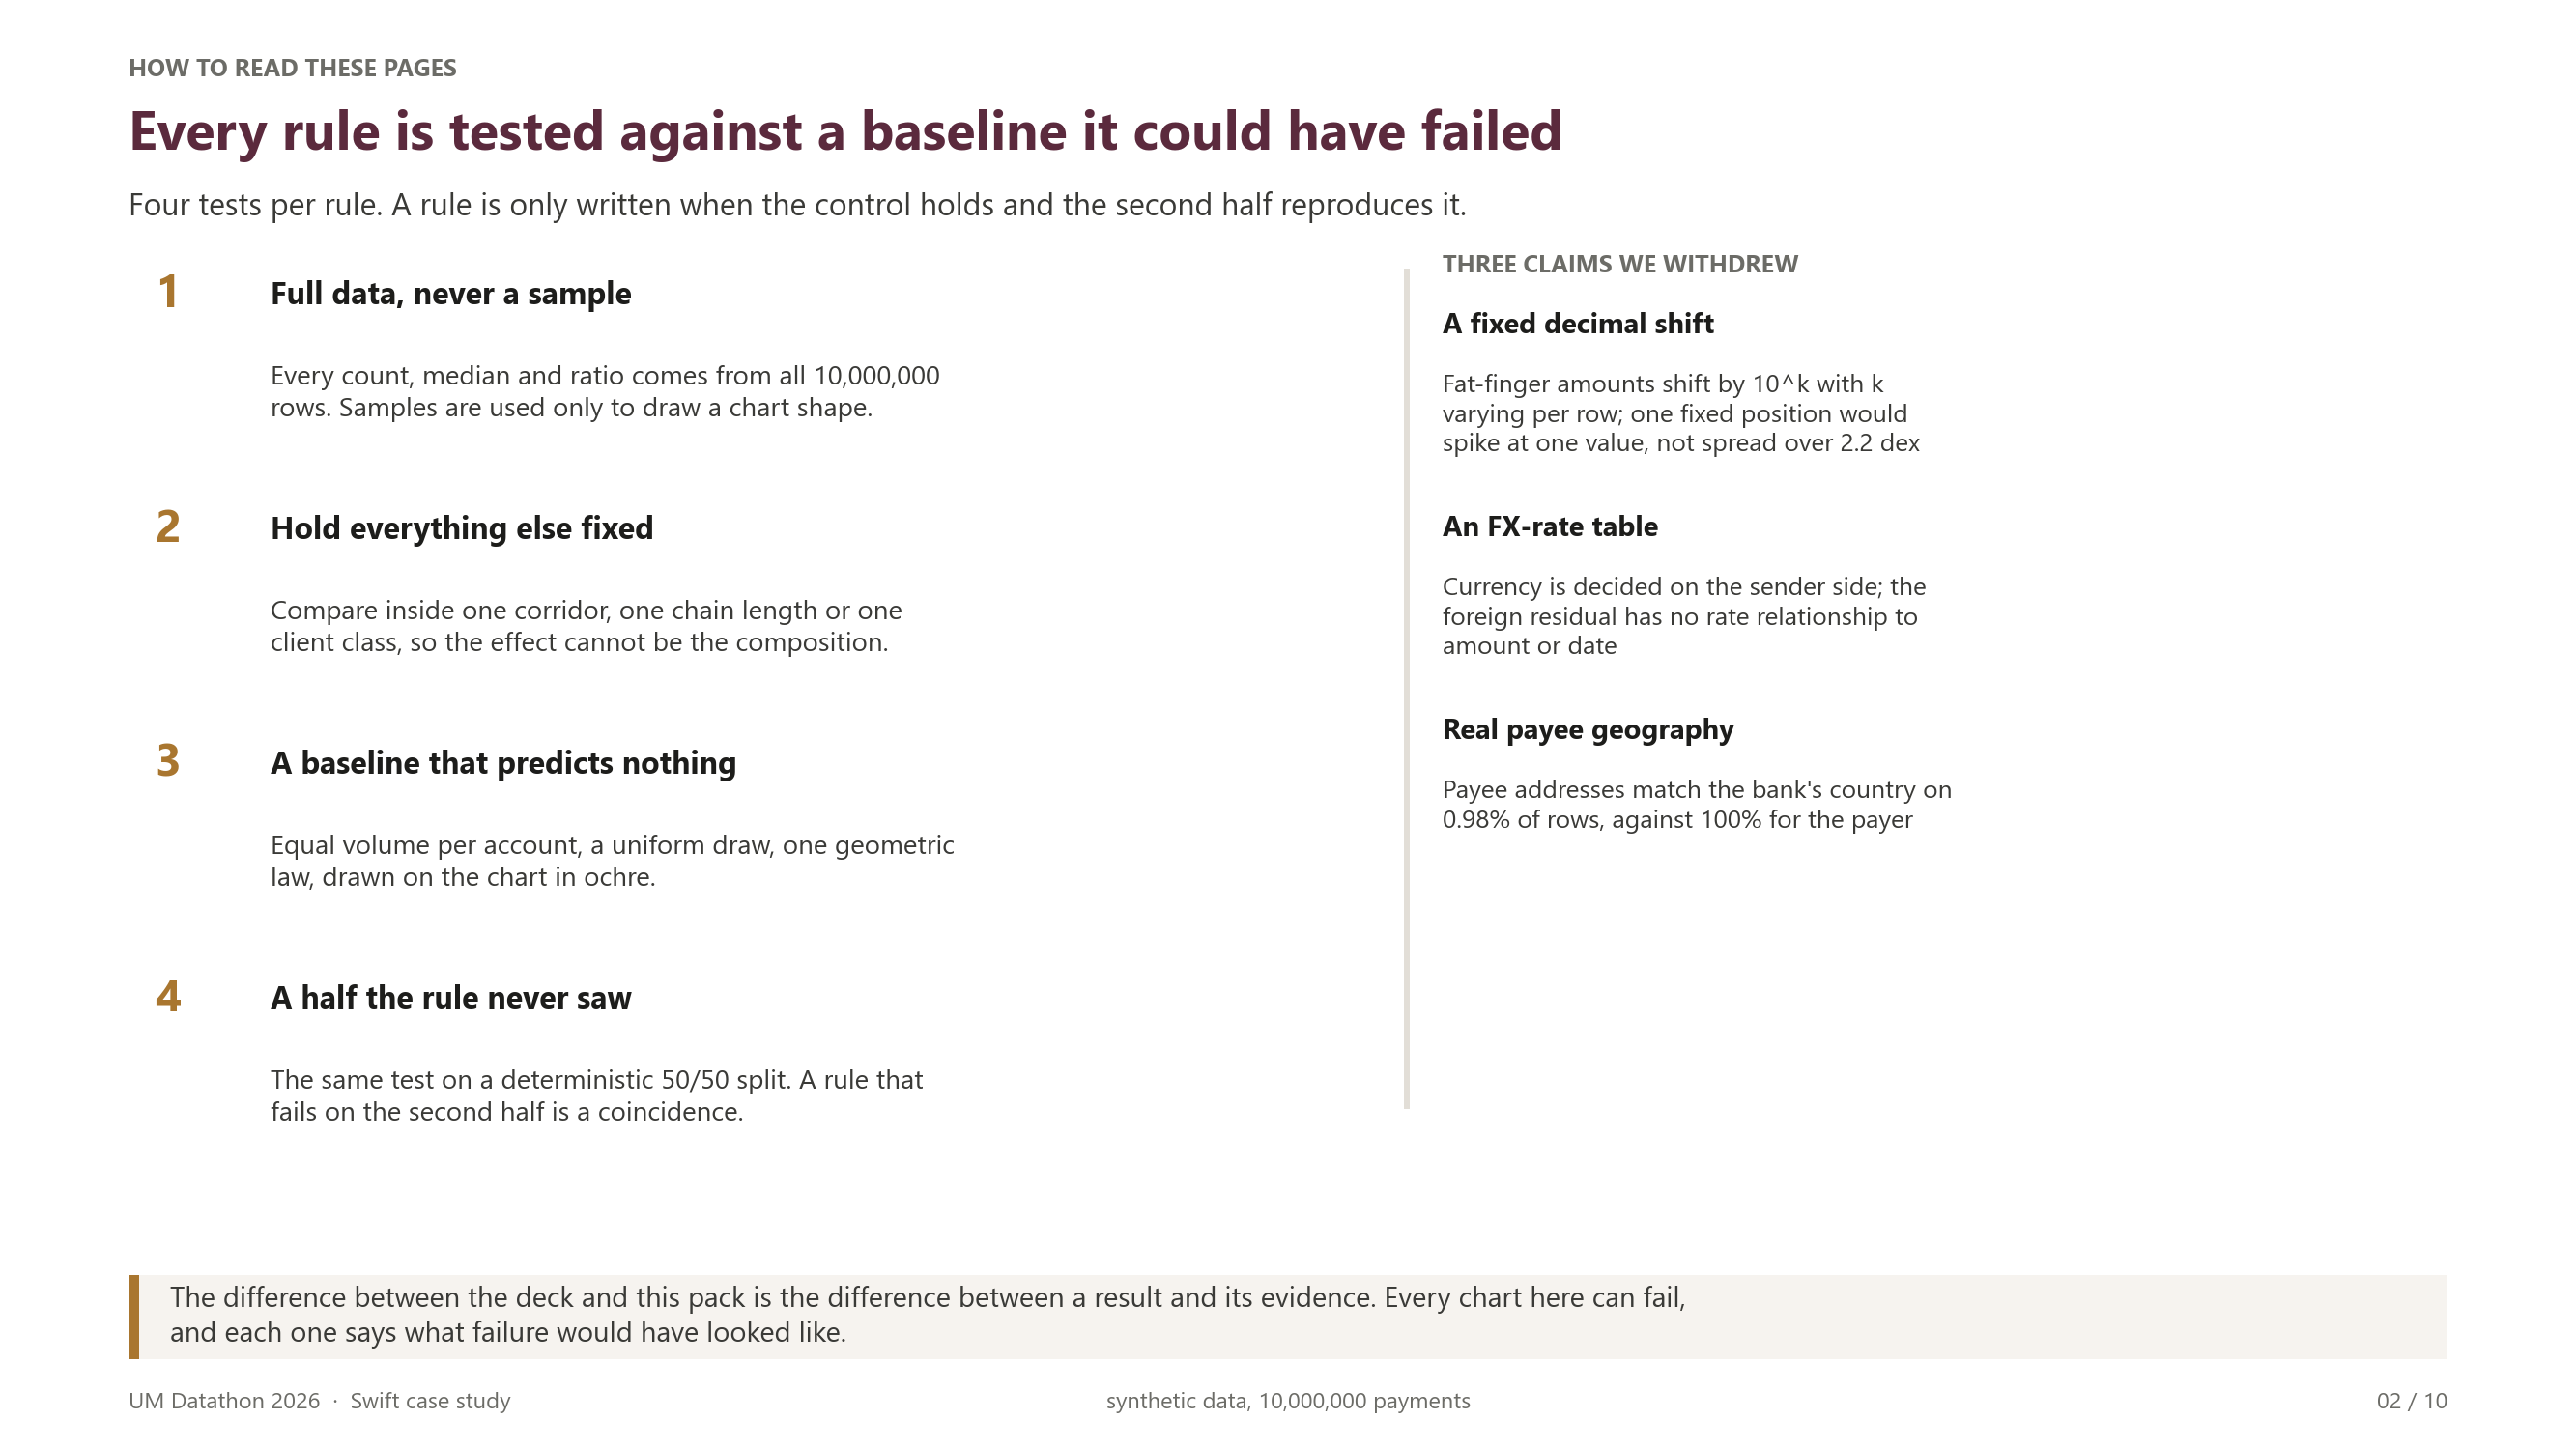 HOW TO READ THESE PAGES
Every rule is tested against a baseline it could have failed
Four tests per rule. A rule is only written when the control holds and the second half reproduces it.
1
Full data, never a sample
Every count, median and ratio comes from all 10,000,000
rows. Samples are used only to draw a chart shape.
2
Hold everything else fixed
Compare inside one corridor, one chain length or one
client class, so the effect cannot be the composition.
3
A baseline that predicts nothing
Equal volume per account, a uniform draw, one geometric
law, drawn on the chart in ochre.
4
A half the rule never saw
The same test on a deterministic 50/50 split. A rule that
fails on the second half is a coincidence.
THREE CLAIMS WE WITHDREW
A fixed decimal shift
Fat-finger amounts shift by 10^k with k
varying per row; one fixed position would
spike at one value, not spread over 2.2 dex
An FX-rate table
Currency is decided on the sender side; the
foreign residual has no rate relationship to
amount or date
Real payee geography
Payee addresses match the bank's country on
0.98% of rows, against 100% for the payer
The difference between the deck and this pack is the difference between a result and its evidence. Every chart here can fail,
and each one says what failure would have looked like.
UM Datathon 2026 · Swift case study
synthetic data, 10,000,000 payments
02 / 10